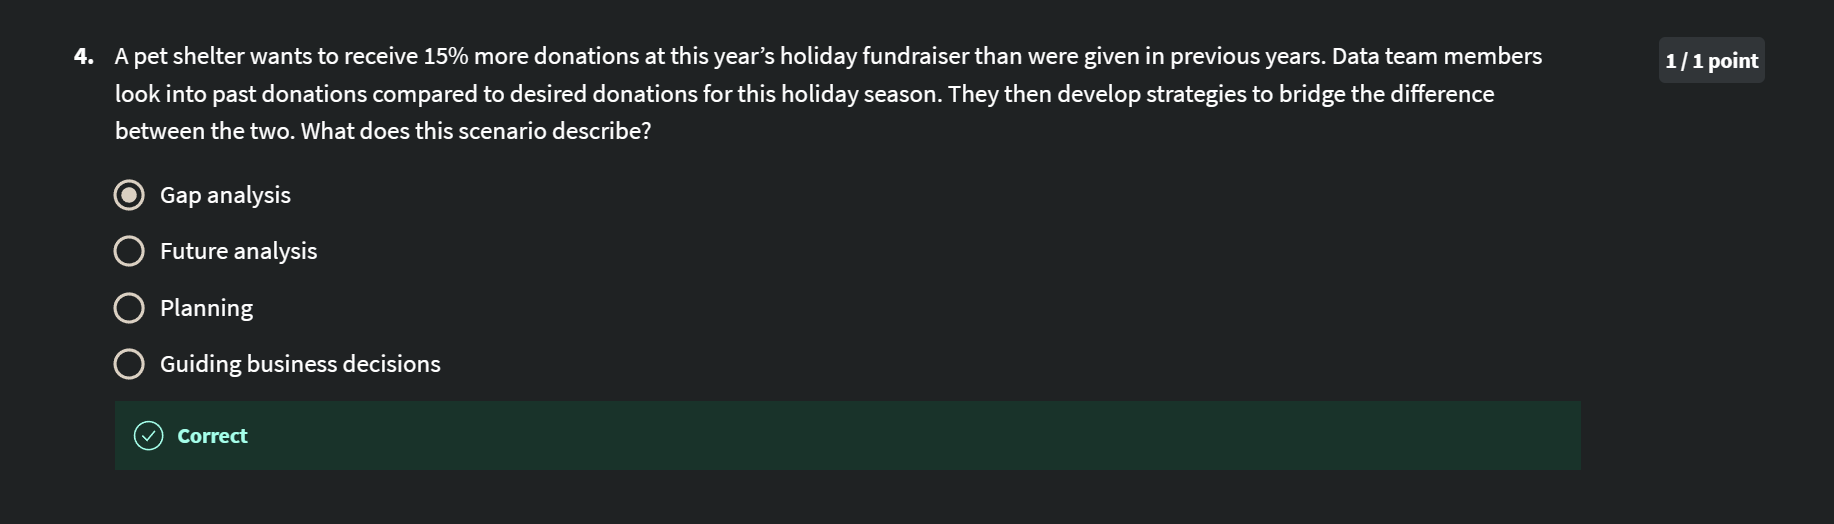 4. A pet shelter wants to receive 15% more donations at this year’s holiday fundraiser than were given in previous years. Data team members
look into past donations compared to desired donations for this holiday season. They then develop strategies to bridge the difference
between the two. What does this scenario describe?
1 / 1 point
Gap analysis
Future analysis
Planning
Guiding business decisions
Correct